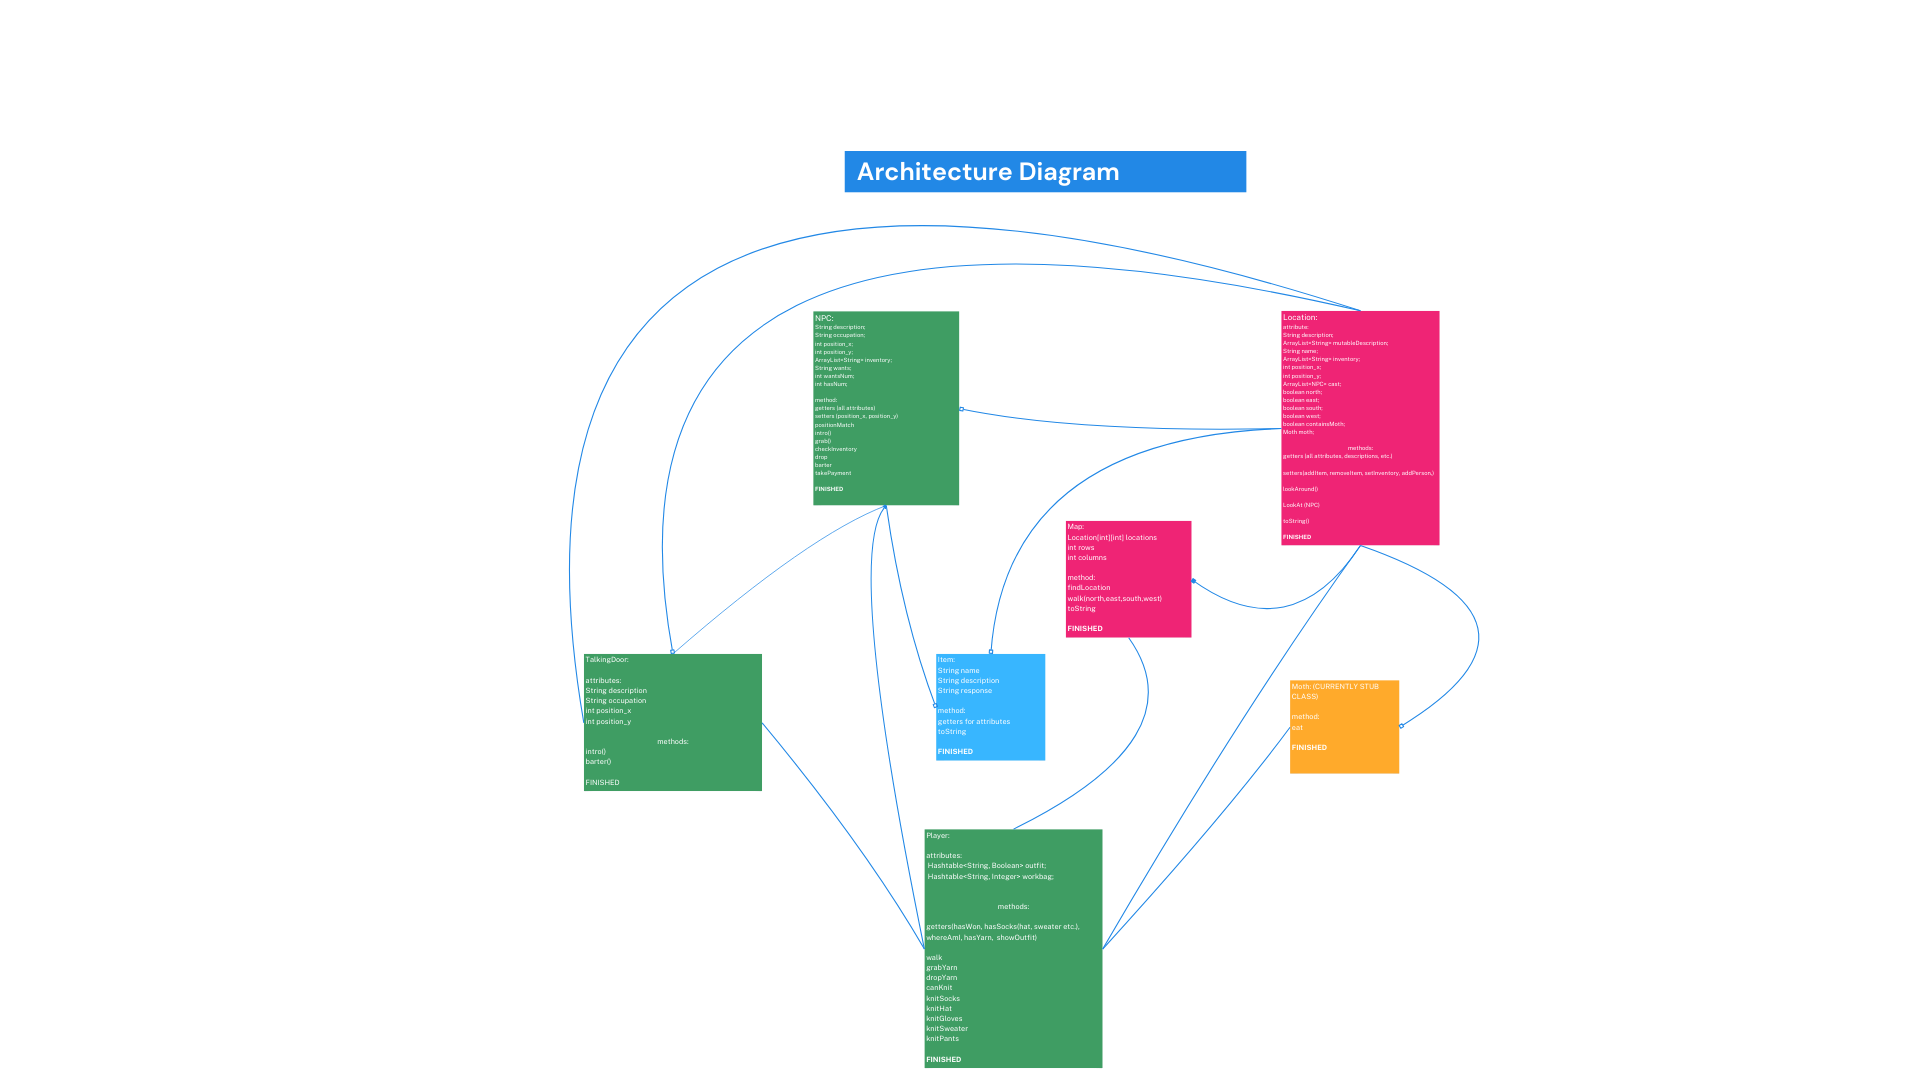 Architecture Diagram
NPC:
String description;
String occupation;
int position_x;
int position_y;
ArrayList<String> inventory;
String wants;
int wantsNum;
int hasNum;
method:
getters (all attributes)
setters (position_x, position_y)
positionMatch
intro()
grab()
checkInventory
drop
barter
takePayment
FINISHED
Location:
attribute:
String description;
ArrayList<String> mutableDescription;
String name;
ArrayList<String> inventory;
int position_x;
int position_y;
ArrayList<NPC> cast;
boolean north;
boolean east;
boolean south;
boolean west;
boolean containsMoth;
Moth moth;
methods:
getters (all attributes, descriptions, etc.)
setters(addItem, removeItem, setInventory, addPerson,)
lookAround()
LookAt (NPC)
toString()
FINISHED
Map:
Location[int][int] locations
int rows
int columns
method:
findLocation
walk(north,east,south,west)
toString
FINISHED
TalkingDoor:
attributes:
String description
String occupation
int position_x
int position_y
methods:
intro()
barter()
FINISHED
Item:
String name
String description
String response
method:
getters for attributes
toString
FINISHED
Moth: (CURRENTLY STUB
CLASS)
method:
eat
FINISHED
Player:
attributes:
Hashtable<String, Boolean> outfit;
Hashtable<String, Integer> workbag;
methods:
getters(hasWon, hasSocks(hat, sweater etc.),
whereAmI, hasYarn, showOutfit)
walk
grabYarn
dropYarn
canKnit
knitSocks
knitHat
knitGloves
knitSweater
knitPants
FINISHED